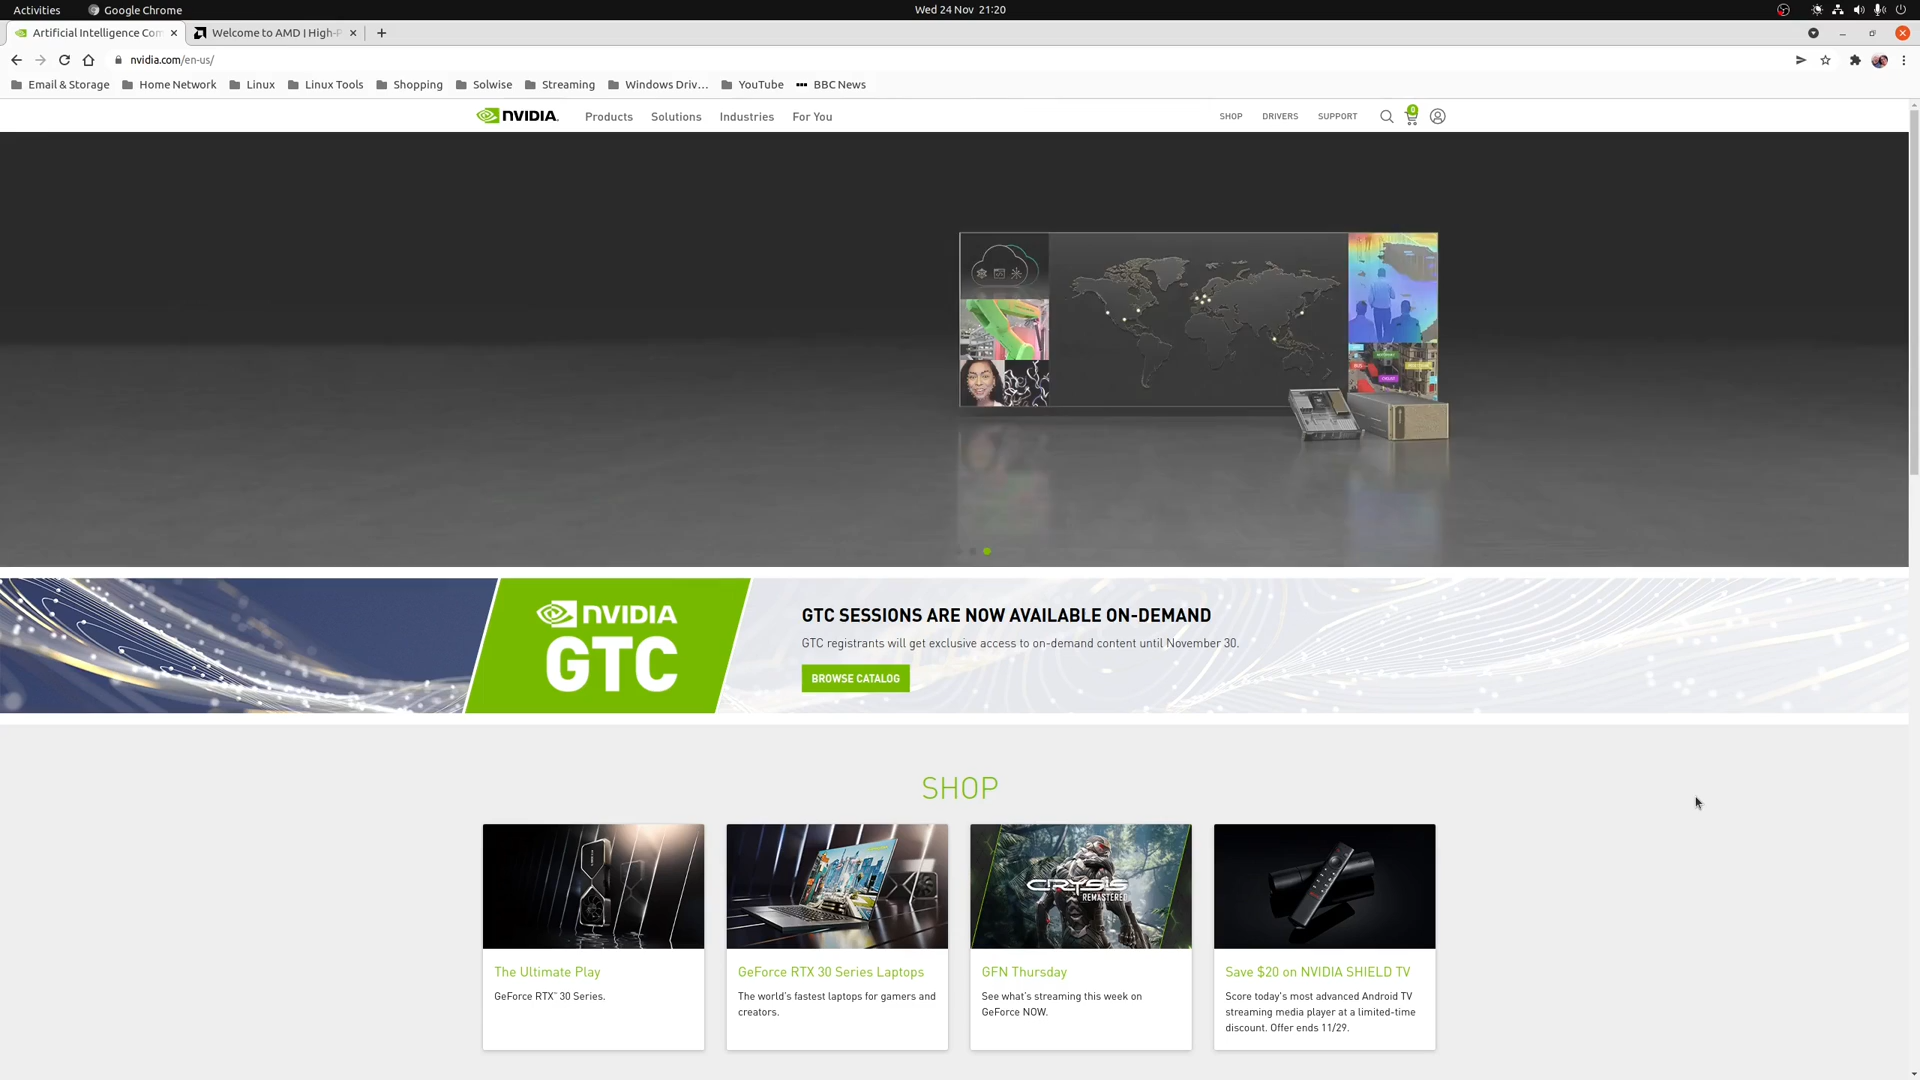 Activities
Google Chrome
Wed 24 Nov 21:20
Artificial Intelligence Com
Welcome to AMD | High-P
nvidia.com/en-us/
Email & Storage
Home Network
Linux
Linux Tools
Shopping
Solwise
Streaming
Windows Driv...
YouTube
BBC News
NVIDIA.
Products
Solutions
Industries
For You
SHOP
DRIVERS
SUPPORT
0
NVIDIA
GTC
GTC SESSIONS ARE NOW AVAILABLE ON-DEMAND
GTC registrants will get exclusive access to on-demand content until November 30.
BROWSE CATALOG
SHOP
CRYSIS
REMASTERED
The Ultimate Play
GeForce RTX™ 30 Series.
GeForce RTX 30 Series Laptops
The world's fastest laptops for gamers and
creators.
GFN Thursday
See what's streaming this week on
GeForce NOW.
Save $20 on NVIDIA SHIELD TV
Score today's most advanced Android TV
streaming media player at a limited-time
discount. Offer ends 11/29.